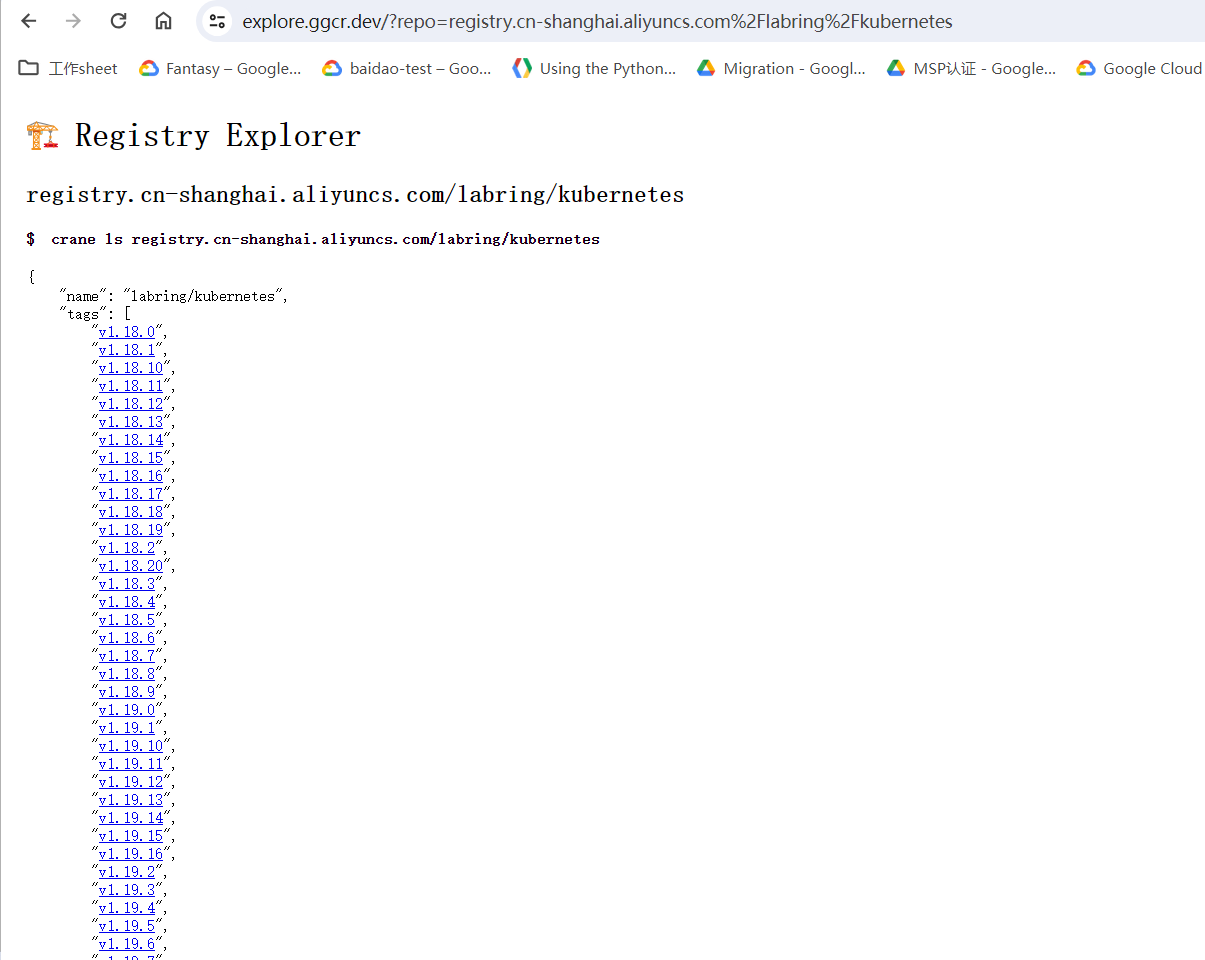 explore.ggcr.dev/?repo=registry.cn-shanghai.aliyuncs.com%2Flabring%2Fkubernetes
工作sheet Fantasy – Google... baidao-test – Goo... Using the Python... Migration - Googl... MSP认证 - Google... Google Cloud
Registry Explorer
registry.cn-shanghai.aliyuncs.com/labring/kubernetes
$ crane ls registry.cn-shanghai.aliyuncs.com/labring/kubernetes
{
"name": "labring/kubernetes",
"tags": [
"v1.18.0",
"v1.18.1",
"v1.18.10",
"v1.18.11",
"v1.18.12",
"v1.18.13",
"v1.18.14",
"v1.18.15",
"v1.18.16",
"v1.18.17",
"v1.18.18",
"v1.18.19",
"v1.18.2",
"v1.18.20",
"v1.18.3",
"v1.18.4",
"v1.18.5",
"v1.18.6",
"v1.18.7",
"v1.18.8",
"v1.18.9",
"v1.19.0",
"v1.19.1",
"v1.19.10",
"v1.19.11",
"v1.19.12",
"v1.19.13",
"v1.19.14",
"v1.19.15",
"v1.19.16",
"v1.19.2",
"v1.19.3",
"v1.19.4",
"v1.19.5",
"v1.19.6",